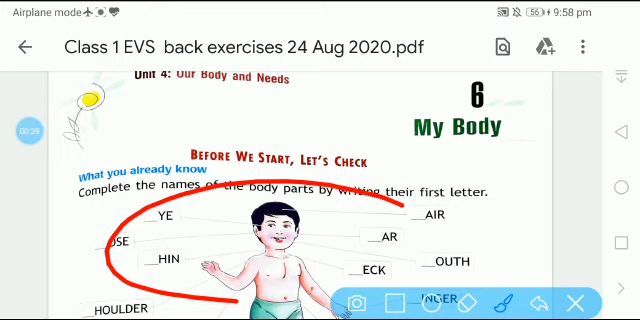 Airplane mode 56 9:58 pm
Class 1 EVS back exercises 24 Aug 2020.pdf
Unit 4: Our Body and Needs
6
My Body
00:39
BEFORE WE START, LET'S CHECK
What you already know
Complete the names of the body parts by writing their first letter.
__YE
__AIR
__OSE
__AR
__HIN
__OUTH
__ECK
__INGER
__HOULDER